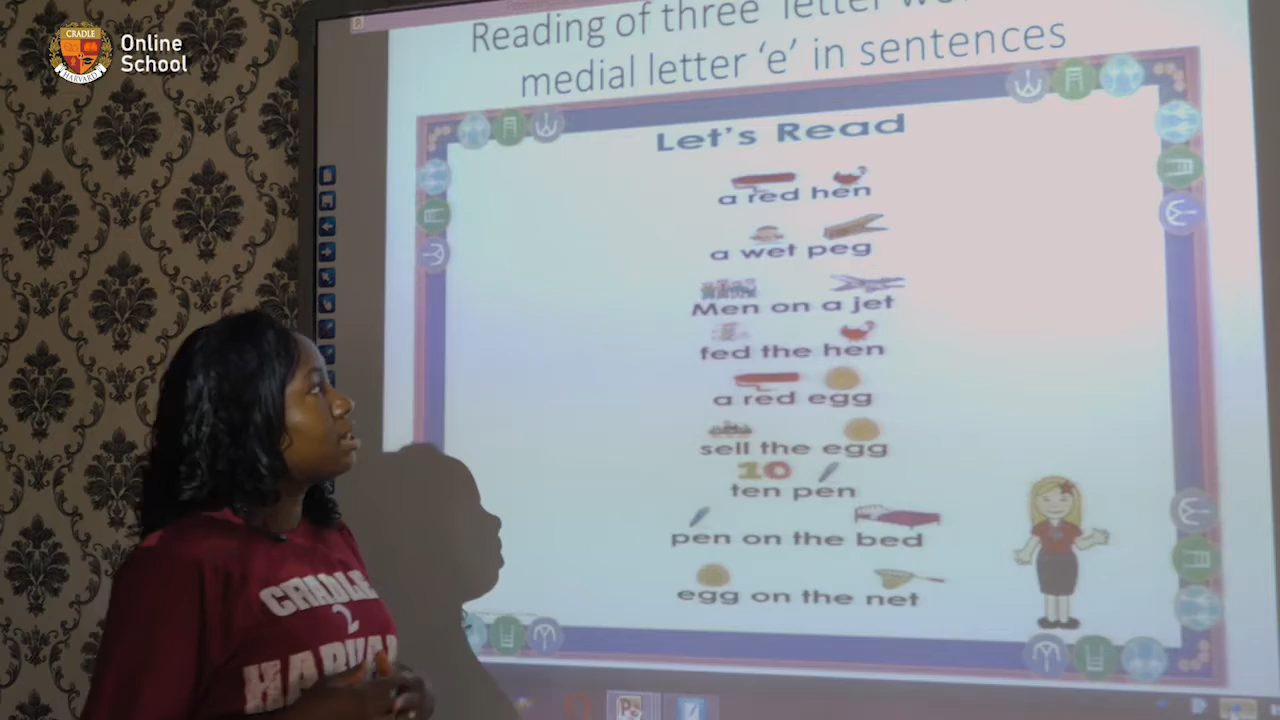 CRADLE
HARVARD
Online
School
Reading of three letter
medial letter ‘e’ in sentences
Let's Read
a red hen
a wet peg
Men on a jet
fed the hen
a red egg
sell the egg
10
ten pen
pen on the bed
egg on the net
CRADLE
2